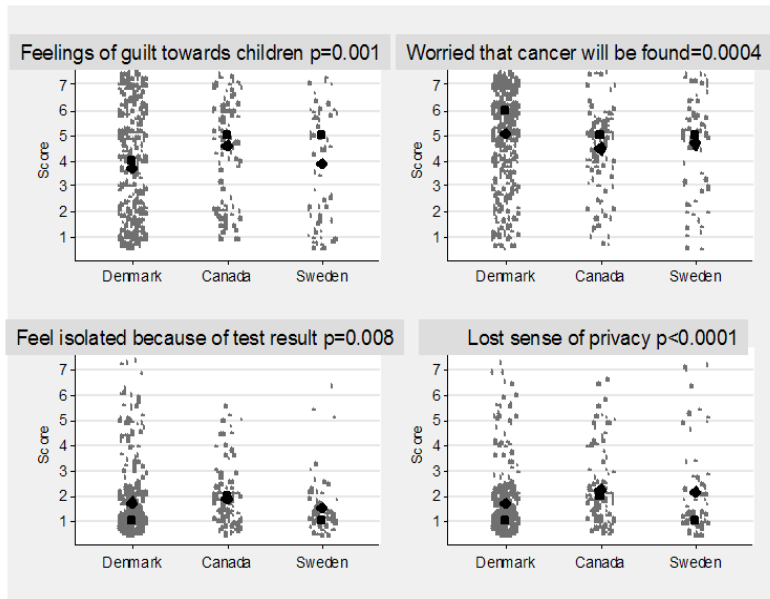 Feelings of guilt towards children p=0.001
7
6
5
4
3
2
1
Score
Denmark Canada Sweden
Worried that cancer will be found=0.0004
7
6
5
4
3
2
1
Score
Denmark Canada Sweden
Feel isolated because of test result p=0.008
7
6
5
4
3
2
1
Score
Denmark Canada Sweden
Lost sense of privacy p<0.0001
7
6
5
4
3
2
1
Score
Denmark Canada Sweden